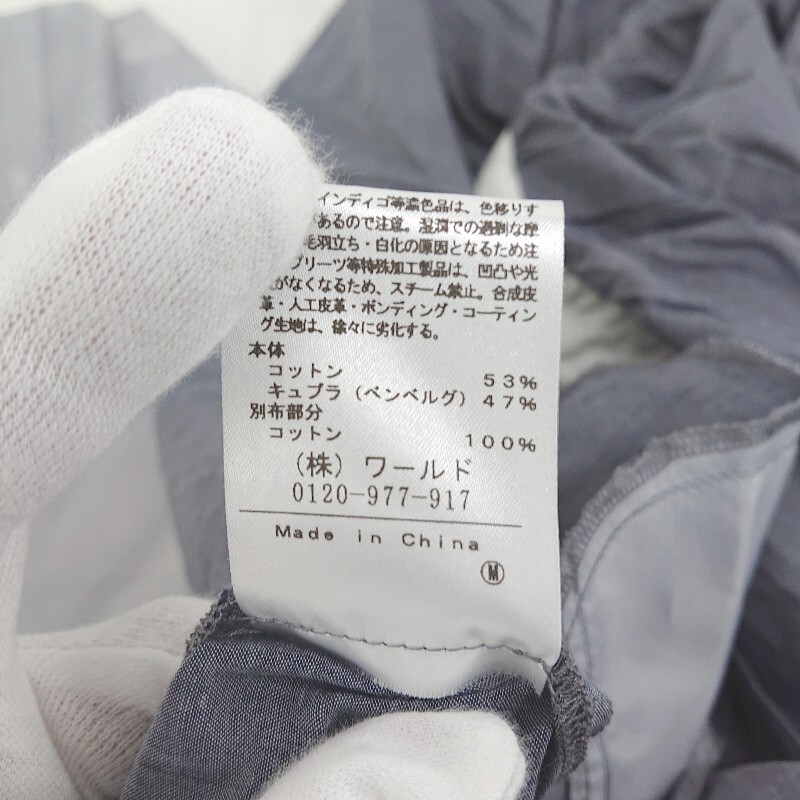 インディゴ等濃色品は、色移りす
があるので注意。湿潤での過剰な摩
毛羽立ち・白化の原因となるため注
プリーツ等特殊加工製品は、凹凸や光
がなくなるため、スチーム禁止。合成皮
革・人工皮革・ボンディング・コーティン
グ生地は、徐々に劣化する。
本体
コットン 53%
キュプラ（ベンベルグ）47%
別布部分
コットン 100%
（株）ワールド
0120-977-917
Made in China
M